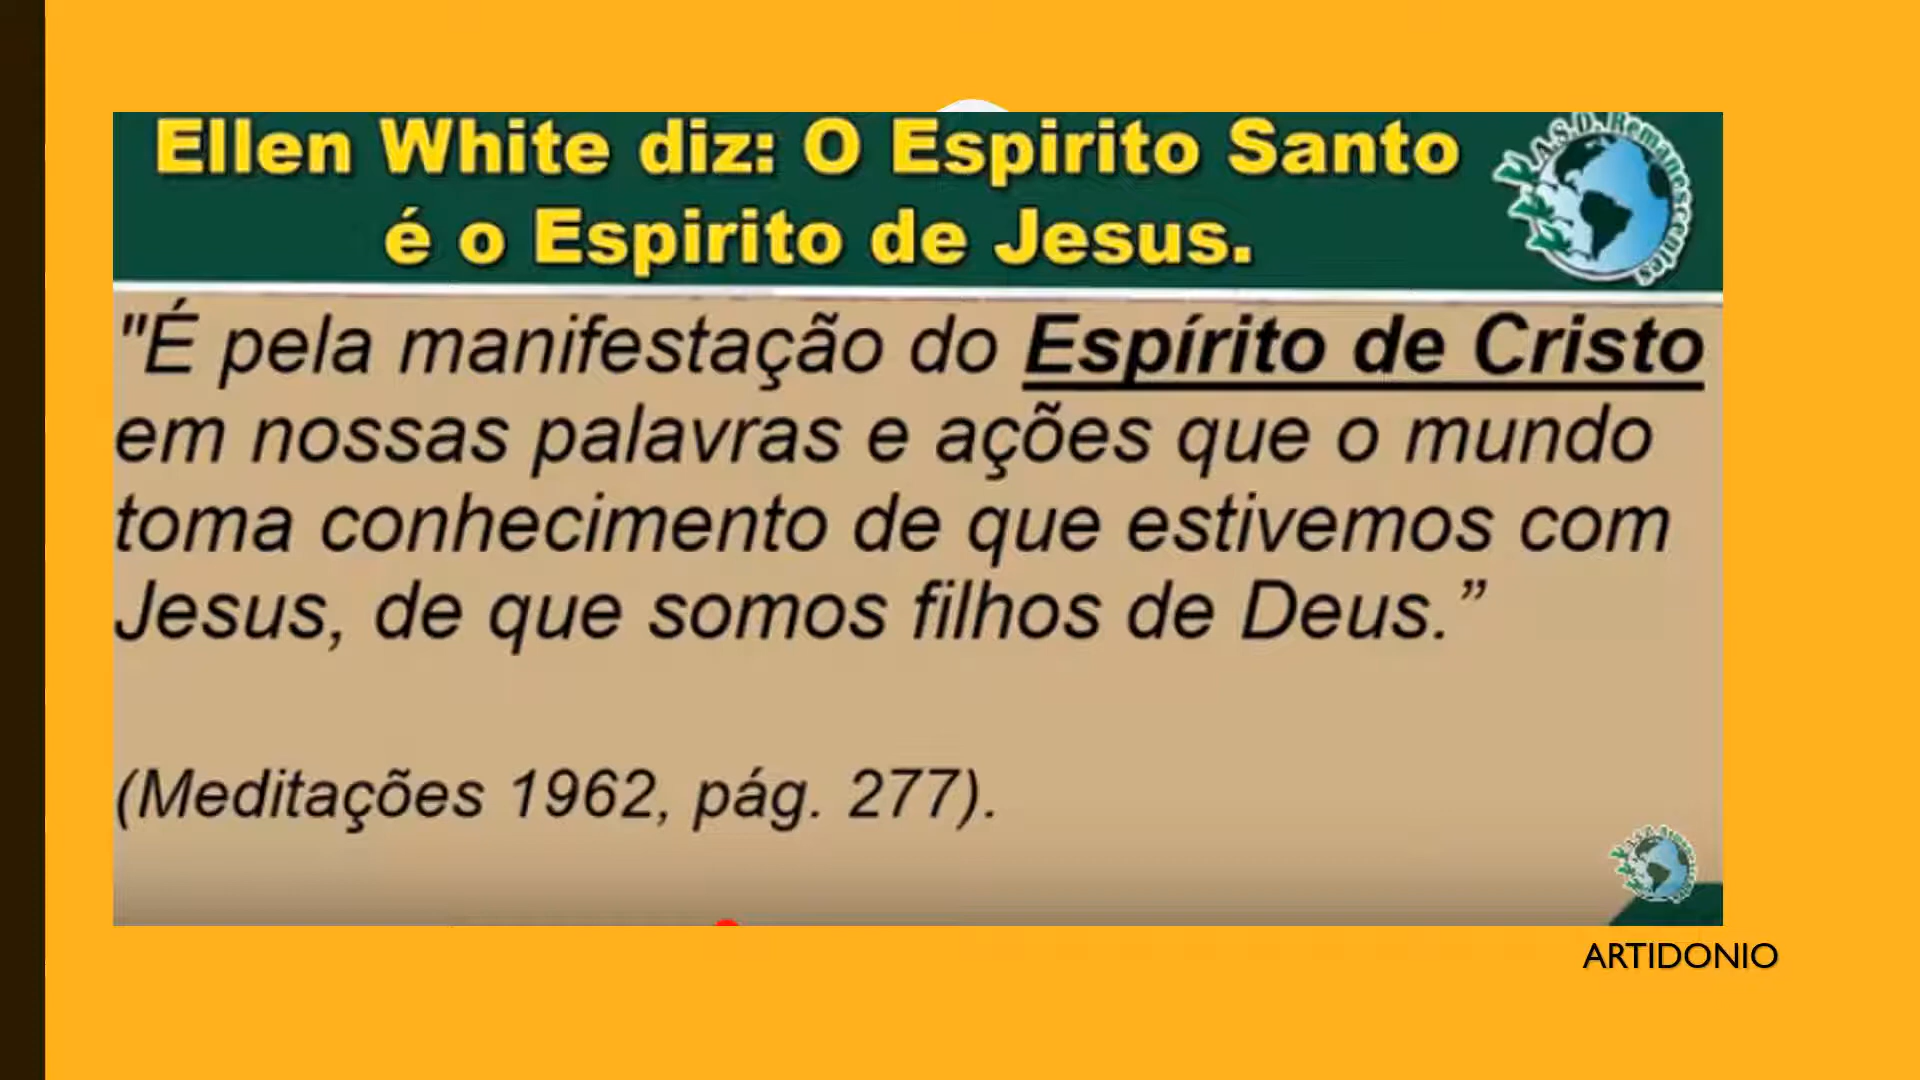 Ellen White diz: O Espirito Santo
é o Espirito de Jesus.
A.S.D. Remanescentes
"É pela manifestação do Espírito de Cristo
em nossas palavras e ações que o mundo
toma conhecimento de que estivemos com
Jesus, de que somos filhos de Deus.”
(Meditações 1962, pág. 277).
A.S.D. Remanescentes
ARTIDONIO